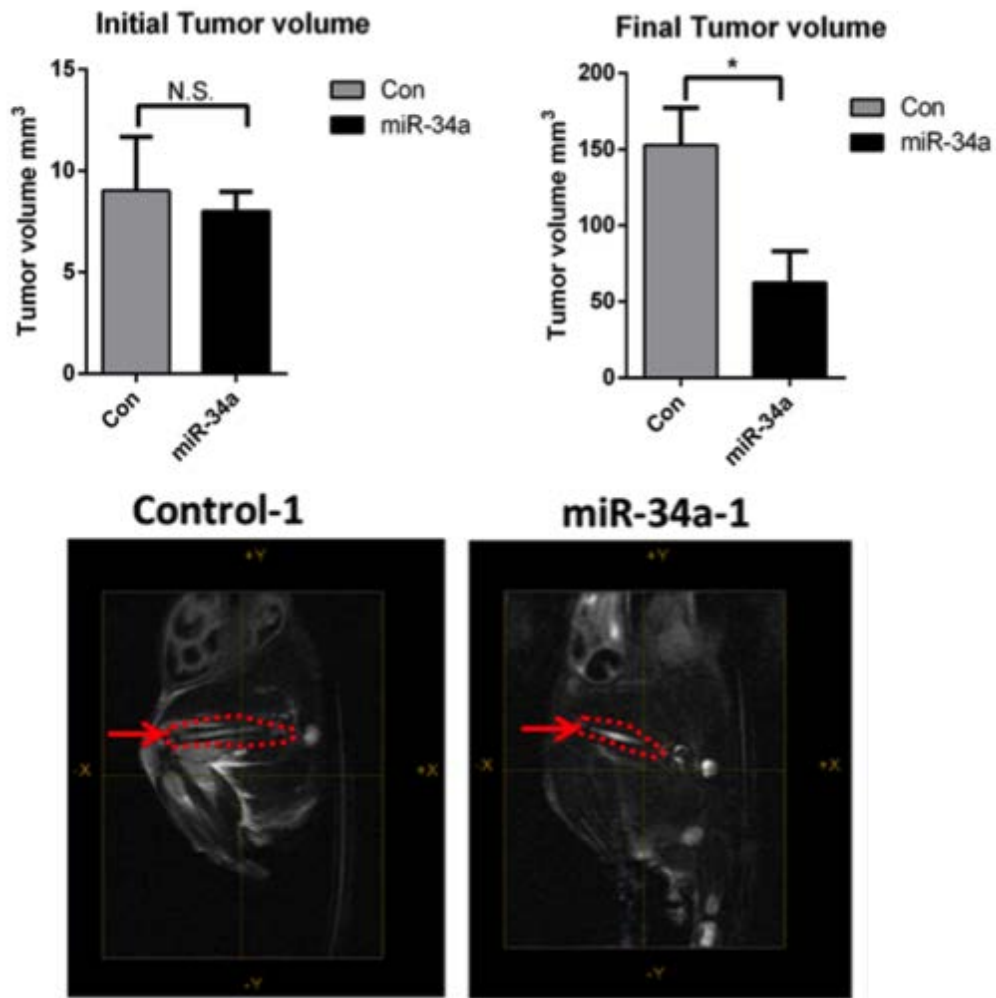 Initial Tumor volume
Tumor volume mm³
15
10
5
0
N.S.
Con
miR-34a
Con
miR-34a
Final Tumor volume
Tumor volume mm³
200
150
100
50
0
*
Con
miR-34a
Con
miR-34a
Control-1
+Y
-X
+X
-Y
miR-34a-1
+Y
-X
+X
-Y